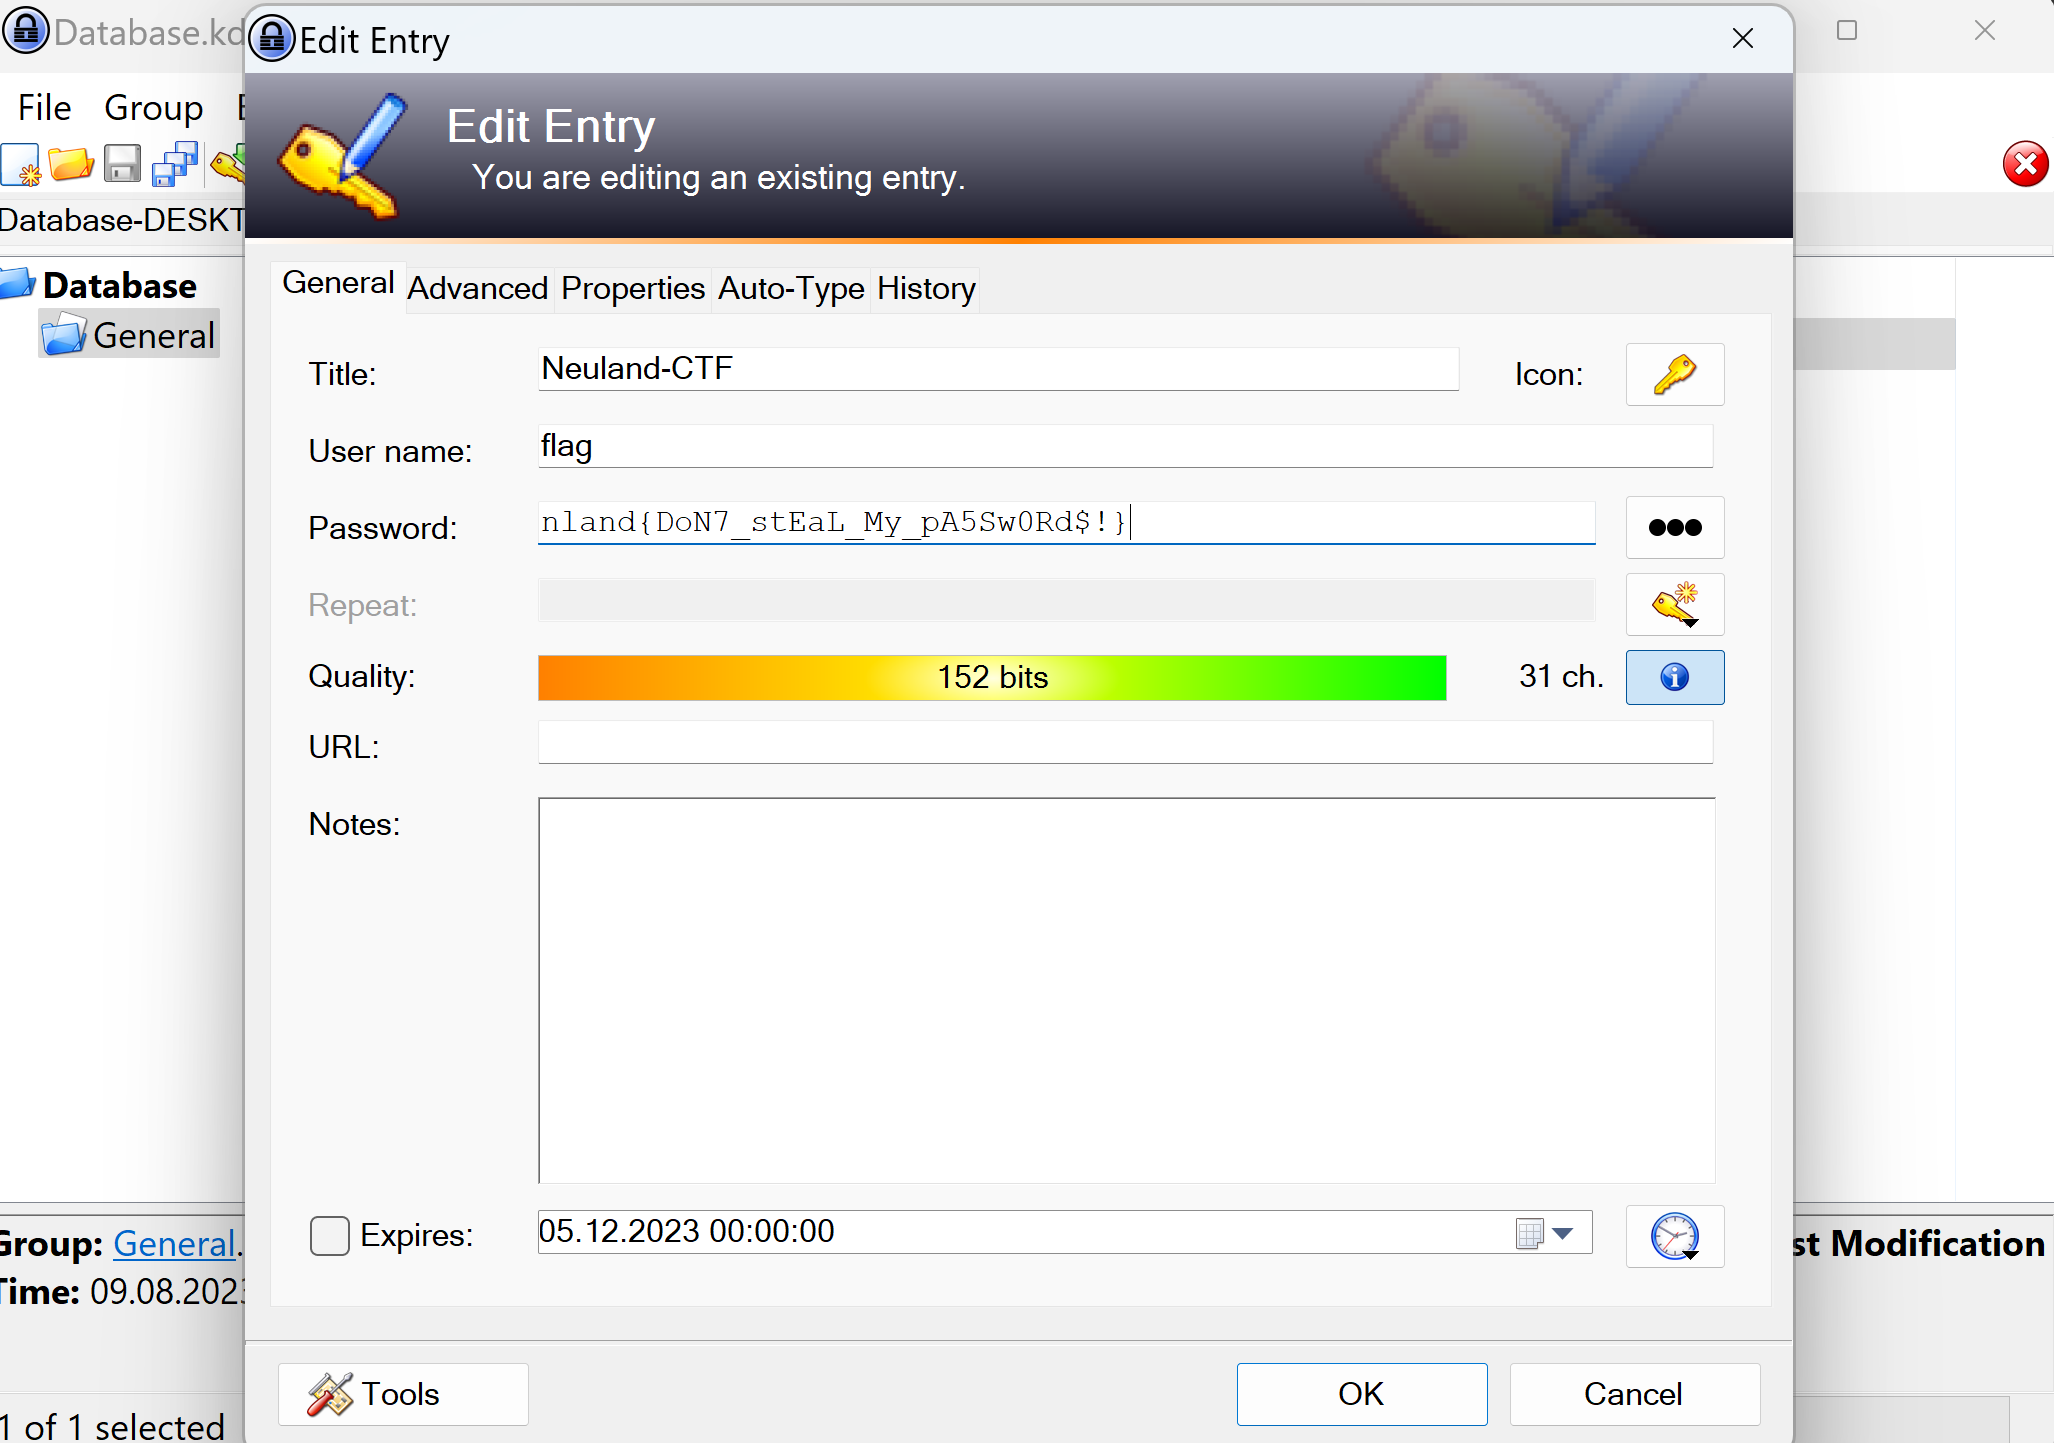 Database.kd
Edit Entry
File Group E
Edit Entry
You are editing an existing entry.
Database-DESKT
Database
General
General Advanced Properties Auto-Type History
Title: Neuland-CTF Icon:
User name: flag
Password: nland{DoN7_stEaL_My_pA5Sw0Rd$!}
Repeat:
Quality: 152 bits 31 ch.
URL:
Notes:
Expires: 05.12.2023 00:00:00
Group: General.
st Modification
Time: 09.08.2023
Tools OK Cancel
1 of 1 selected